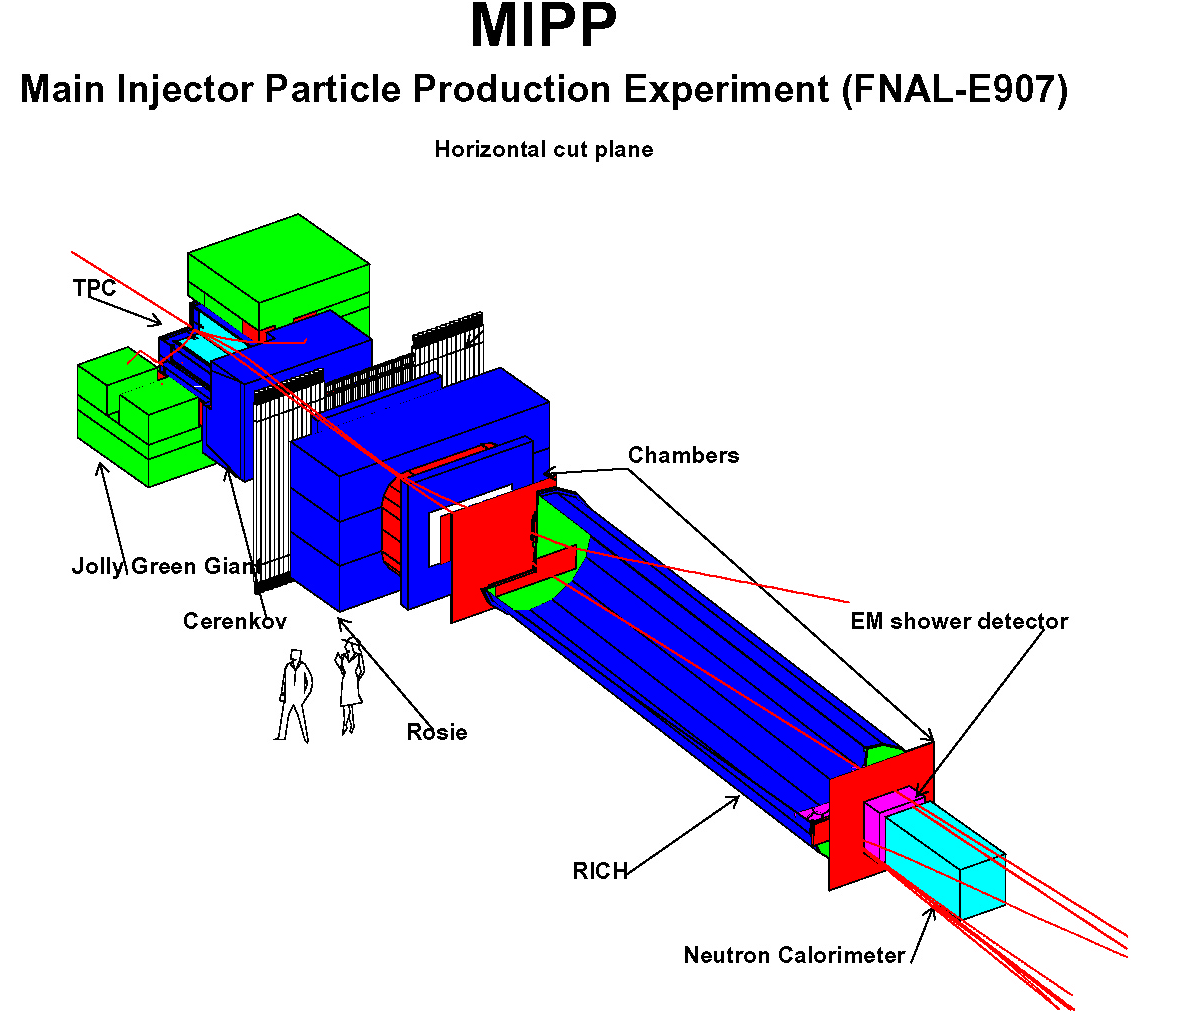 MIPP
Main Injector Particle Production Experiment (FNAL-E907)
Horizontal cut plane
TPC
Chambers
Jolly Green Giant
Cerenkov
EM shower detector
Rosie
RICH
Neutron Calorimeter